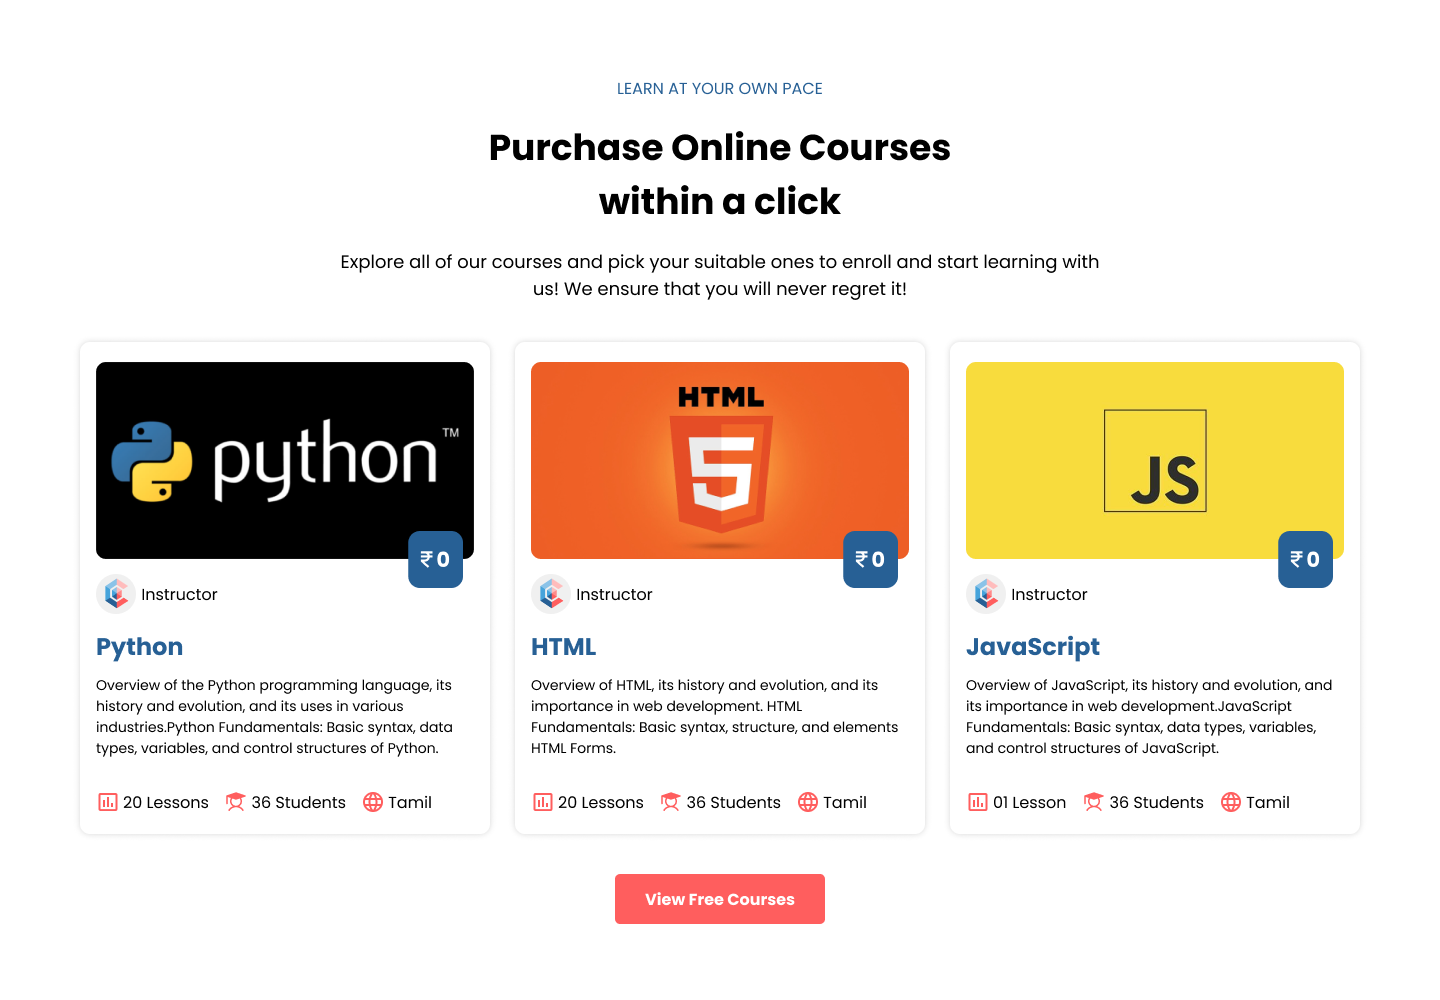 LEARN AT YOUR OWN PACE
Purchase Online Courses
within a click
Explore all of our courses and pick your suitable ones to enroll and start learning with
us! We ensure that you will never regret it!
python™
₹ 0
Instructor
Python
Overview of the Python programming language, its
history and evolution, and its uses in various
industries.Python Fundamentals: Basic syntax, data
types, variables, and control structures of Python.
20 Lessons
36 Students
Tamil
HTML
5
₹ 0
Instructor
HTML
Overview of HTML, its history and evolution, and its
importance in web development. HTML
Fundamentals: Basic syntax, structure, and elements
HTML Forms.
20 Lessons
36 Students
Tamil
JS
₹ 0
Instructor
JavaScript
Overview of JavaScript, its history and evolution, and
its importance in web development.JavaScript
Fundamentals: Basic syntax, data types, variables,
and control structures of JavaScript.
01 Lesson
36 Students
Tamil
View Free Courses